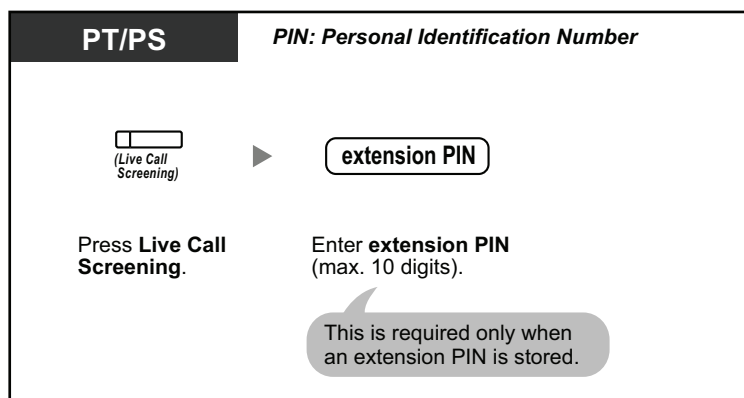 PT/PS
PIN: Personal Identification Number
(Live Call
Screening)
extension PIN
Press Live Call
Screening.
Enter extension PIN
(max. 10 digits).
This is required only when
an extension PIN is stored.